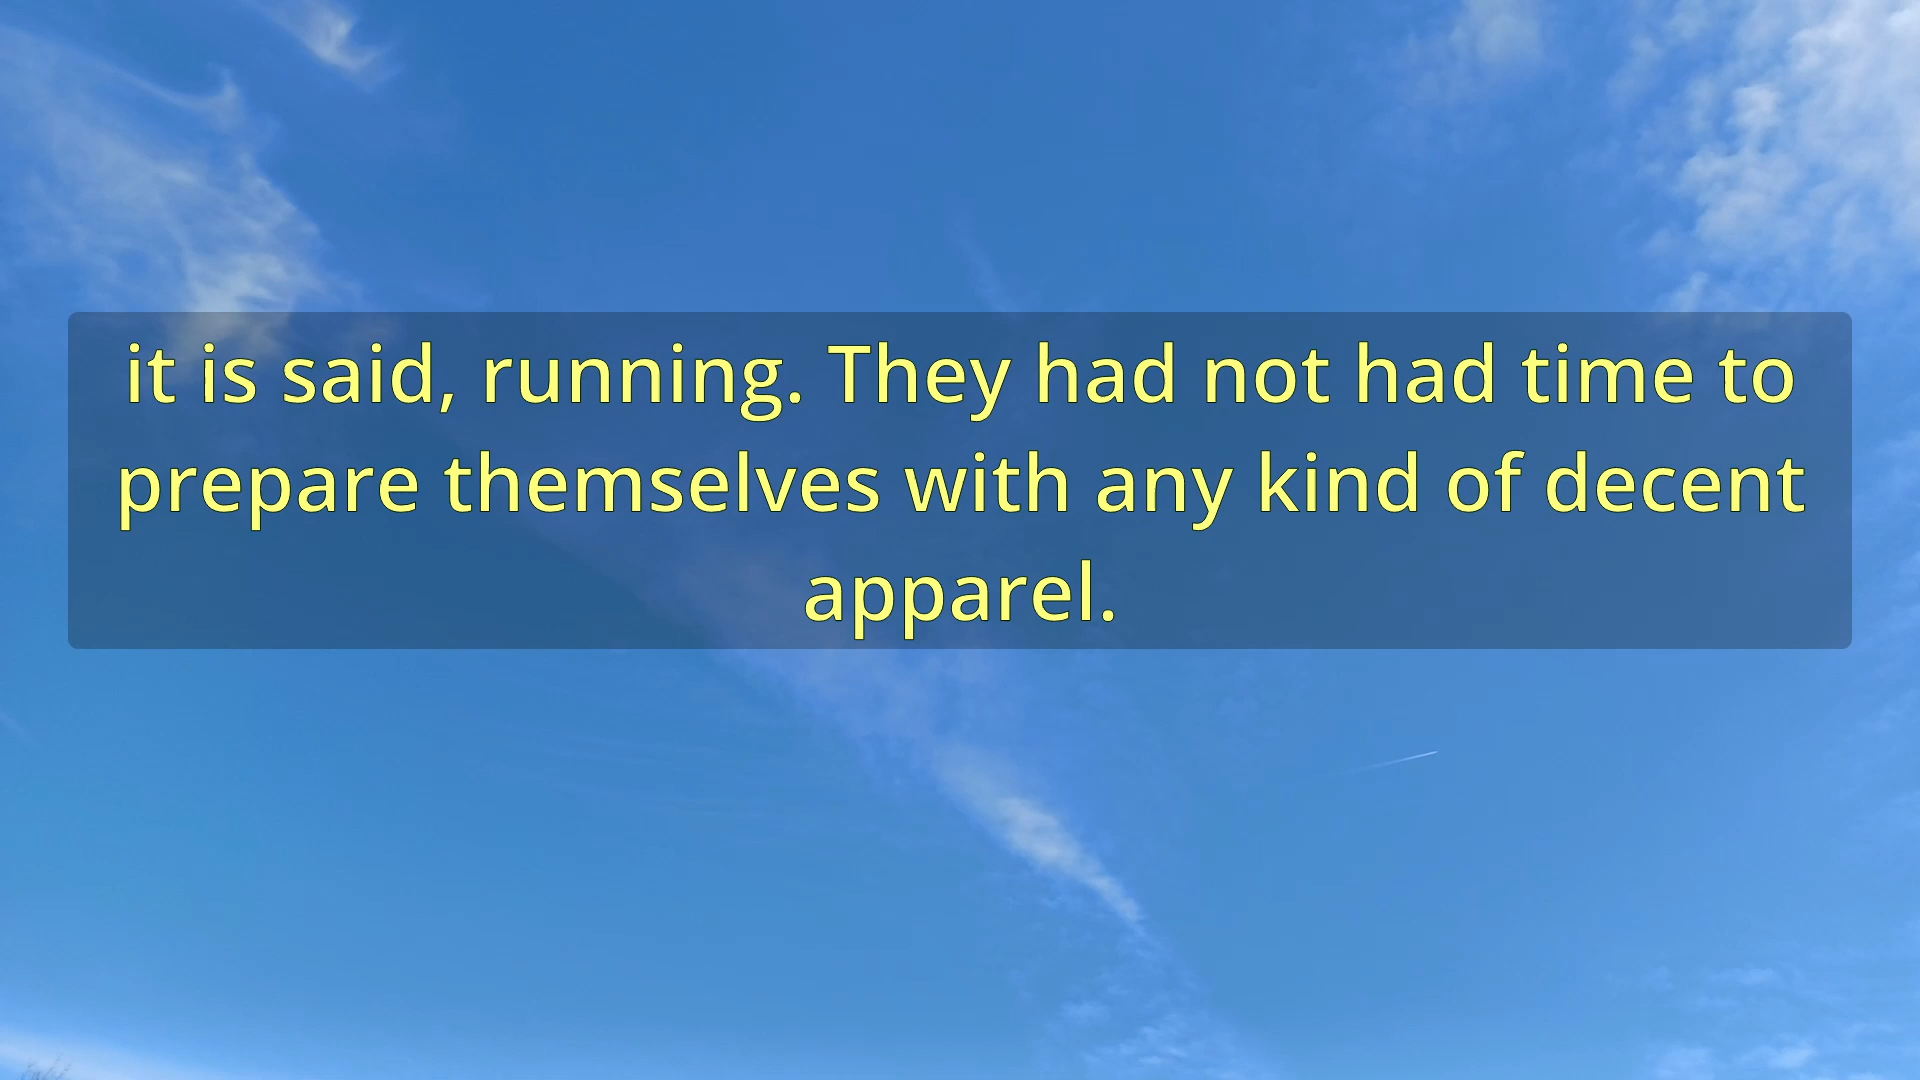 it is said, running. They had not had time to
prepare themselves with any kind of decent
apparel.